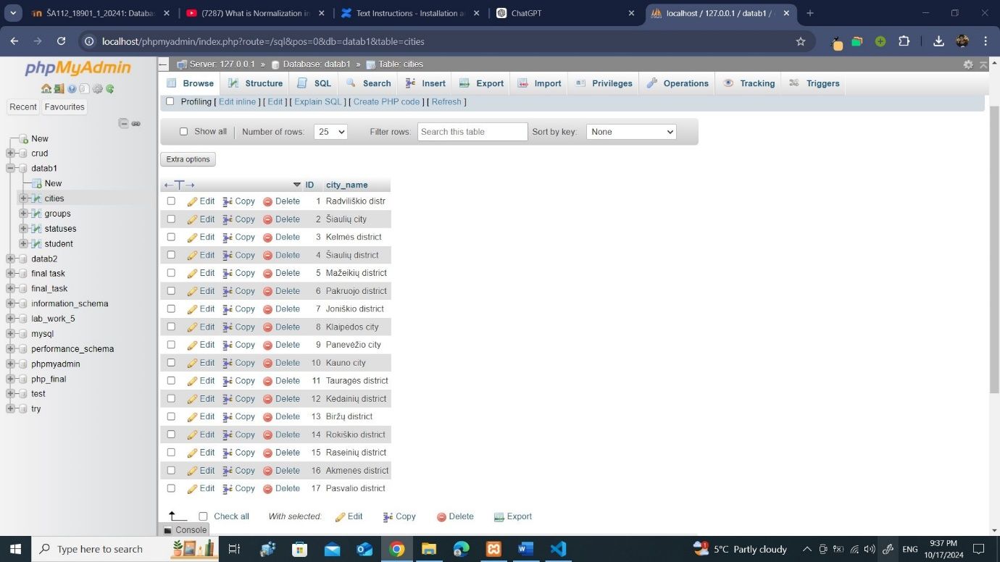 ŠA112_18901_1_20241: Databa
(7287) What is Normalization in
Text Instructions - Installation a
ChatGPT
localhost / 127.0.0.1 / datab1 /
localhost/phpmyadmin/index.php?route=/sql&pos=0&db=datab1&table=cities
phpMyAdmin
Recent Favourites
New
crud
datab1
New
cities
groups
statuses
student
datab2
final task
final_task
information_schema
lab_work_5
mysql
performance_schema
phpmyadmin
php_final
test
try
Server: 127.0.0.1 » Database: datab1 » Table: cities
Browse Structure SQL Search Insert Export Import Privileges Operations Tracking Triggers
Profiling [ Edit inline ] [ Edit ] [ Explain SQL ] [ Create PHP code ] [ Refresh ]
Show all Number of rows: 25 Filter rows: Search this table Sort by key: None
Extra options
←T→ ID city_name
Edit Copy Delete 1 Radviliškio distr
Edit Copy Delete 2 Šiaulių city
Edit Copy Delete 3 Kelmės district
Edit Copy Delete 4 Šiaulių district
Edit Copy Delete 5 Mažeikių district
Edit Copy Delete 6 Pakruojo district
Edit Copy Delete 7 Joniškio district
Edit Copy Delete 8 Klaipėdos city
Edit Copy Delete 9 Panevėžio city
Edit Copy Delete 10 Kauno city
Edit Copy Delete 11 Tauragės district
Edit Copy Delete 12 Kėdainių district
Edit Copy Delete 13 Biržų district
Edit Copy Delete 14 Rokiškio district
Edit Copy Delete 15 Raseinių district
Edit Copy Delete 16 Akmenės district
Edit Copy Delete 17 Pasvalio district
Check all With selected: Edit Copy Delete Export
Console
Type here to search
5°C Partly cloudy
ENG
9:37 PM
10/17/2024